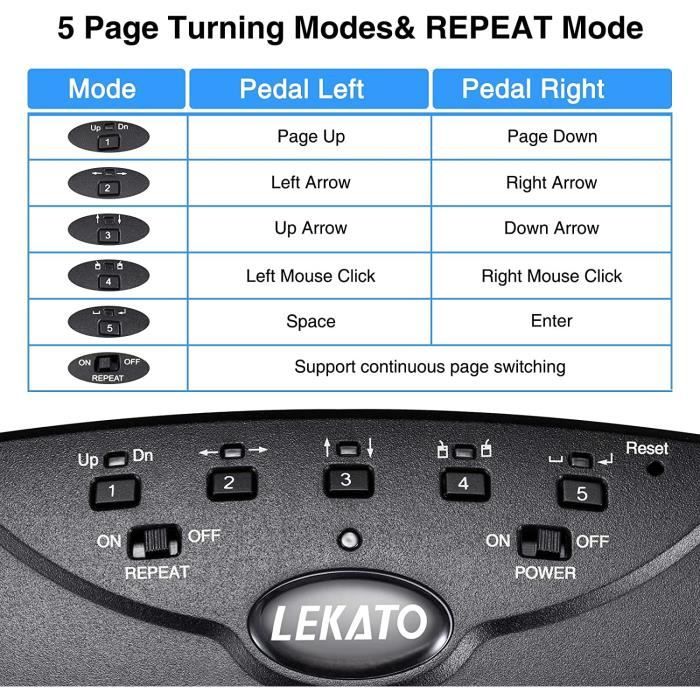 5 Page Turning Modes& REPEAT Mode
Mode Pedal Left Pedal Right
Up Dn
1 Page Up Page Down
2 Left Arrow Right Arrow
3 Up Arrow Down Arrow
4 Left Mouse Click Right Mouse Click
5 Space Enter
ON OFF
REPEAT Support continuous page switching
Up Dn Reset
1 2 3 4 5
ON OFF ON OFF
REPEAT POWER
LEKATO